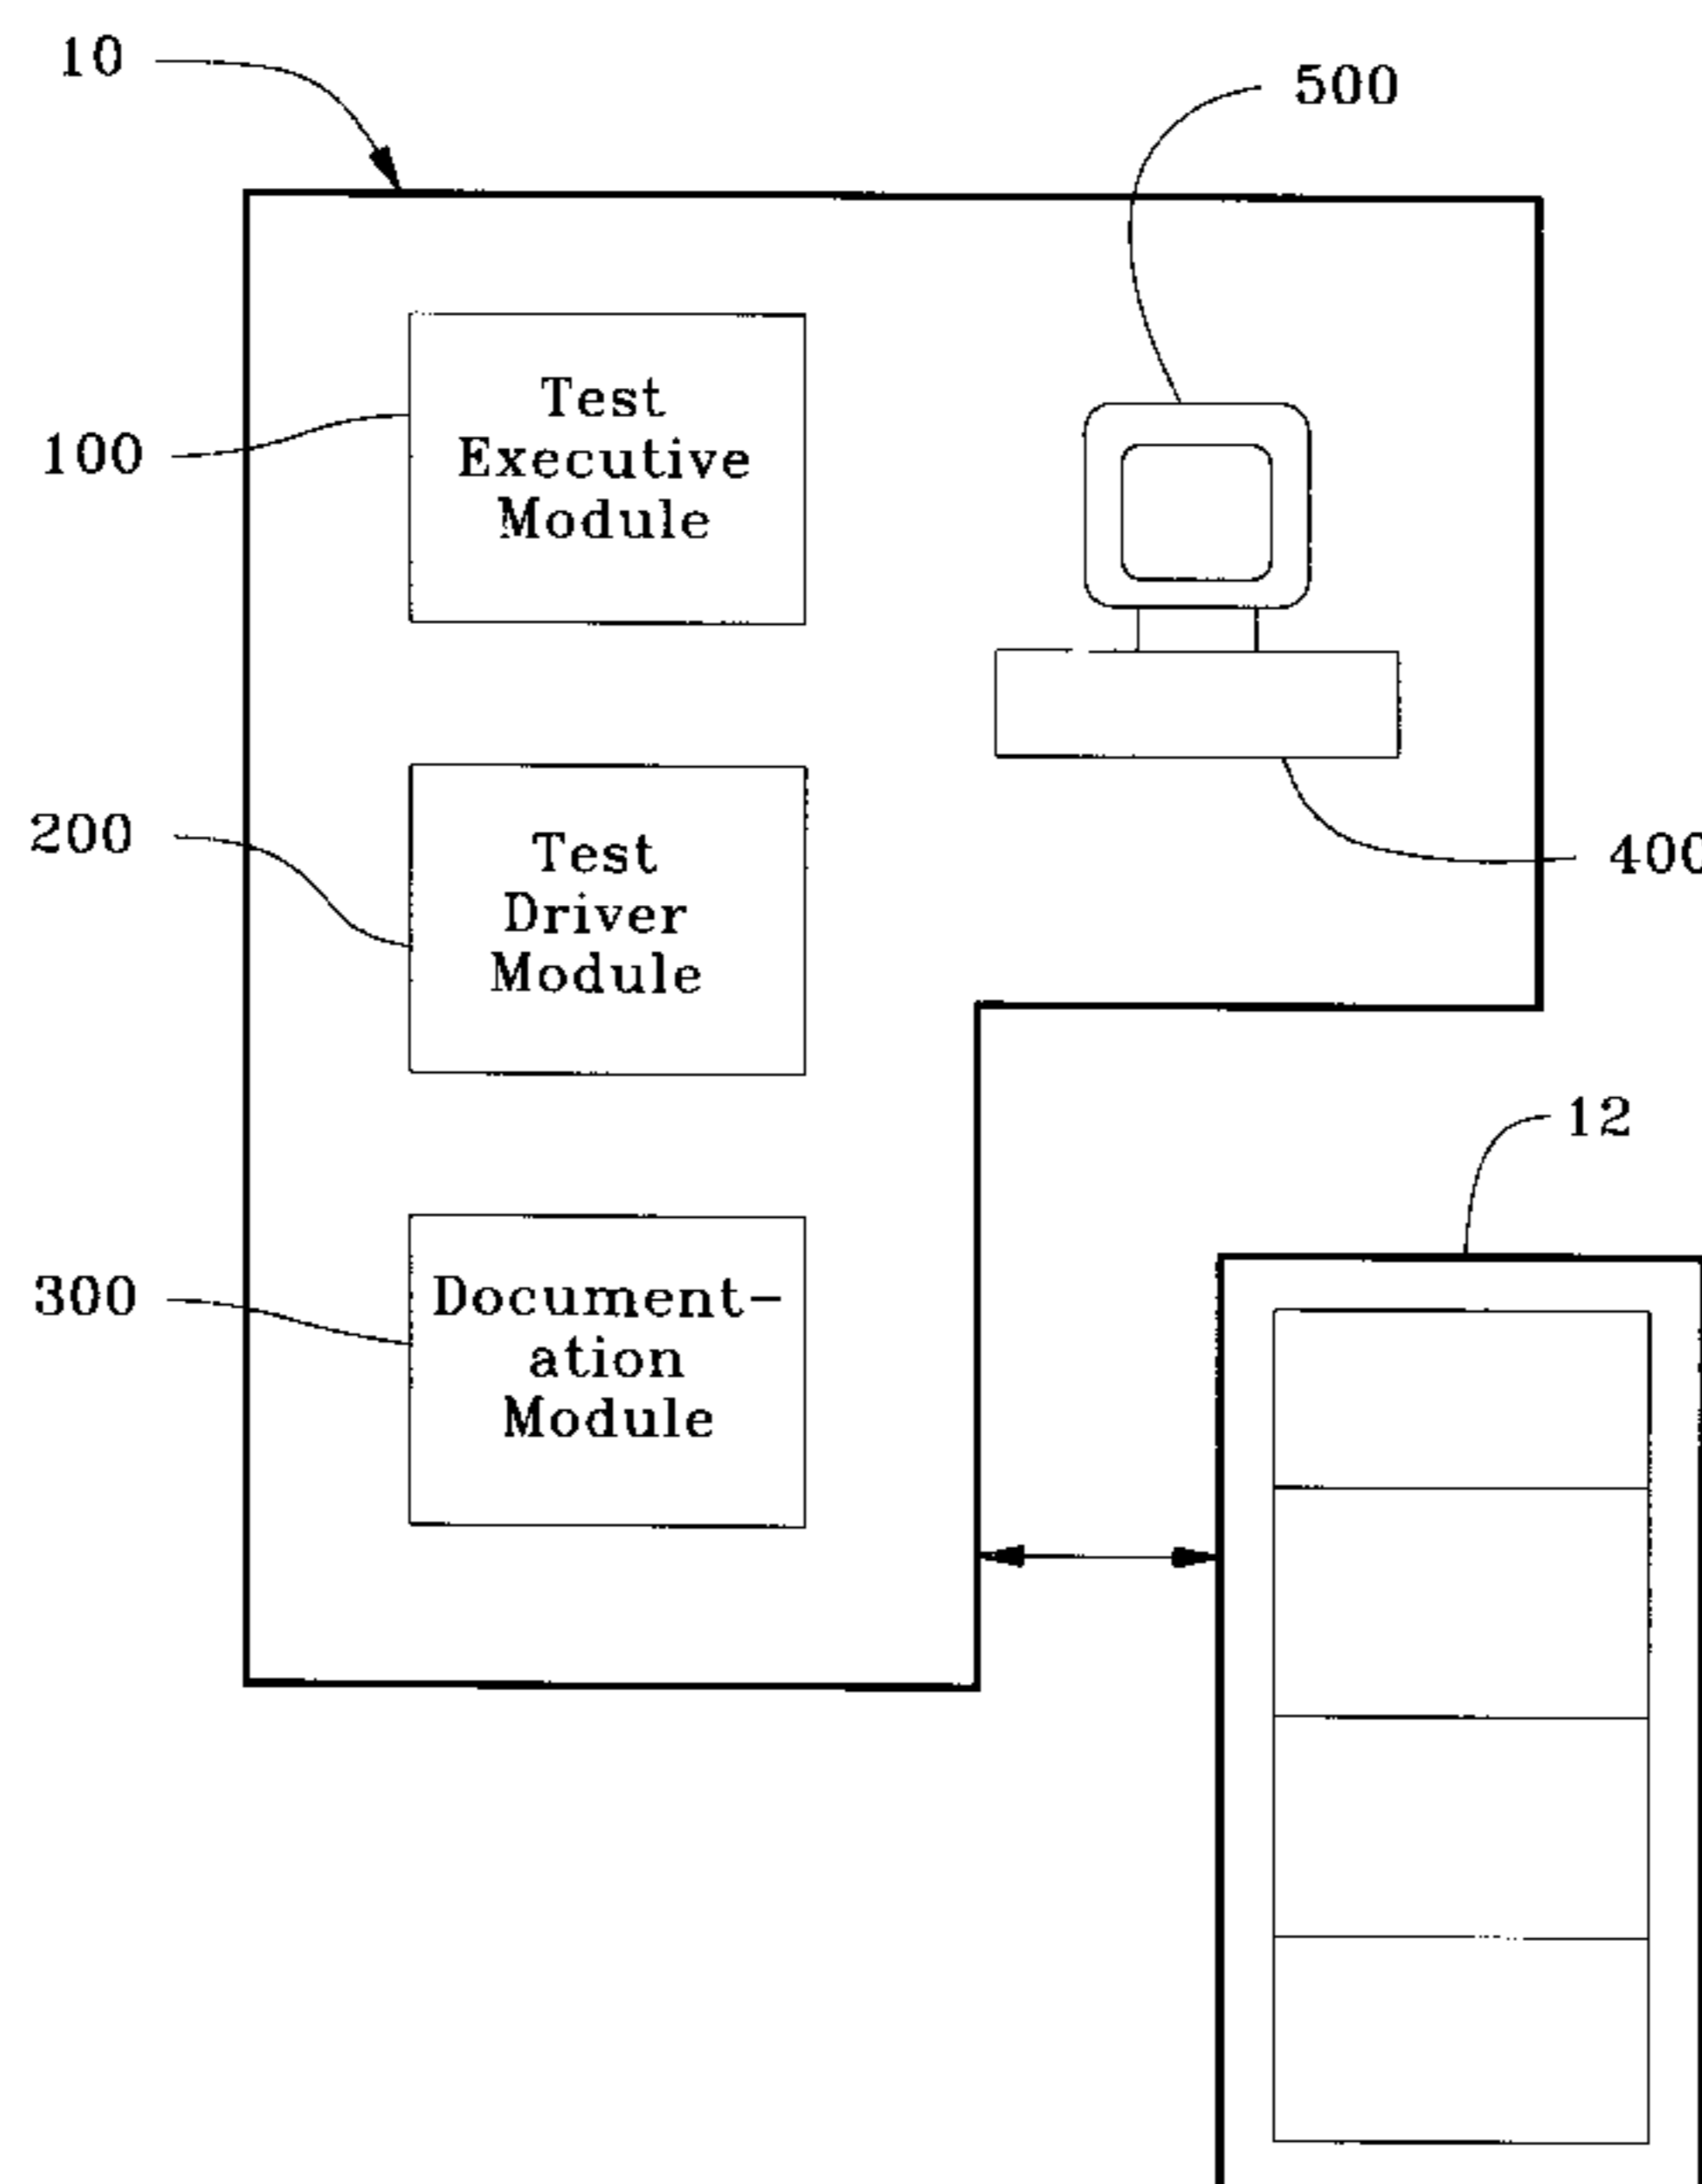 10
500
100
Test
Executive
Module
200
Test
Driver
Module
400
12
300
Document-
ation
Module